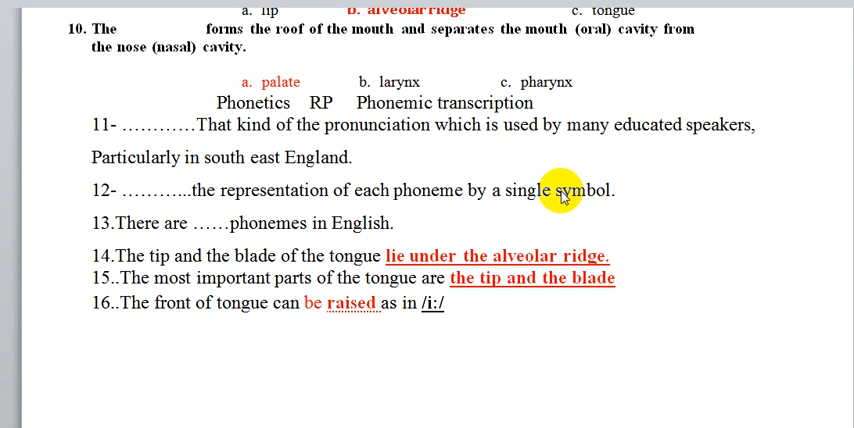 a. lip b. alveolar ridge c. tongue
10. The forms the roof of the mouth and separates the mouth (oral) cavity from
the nose (nasal) cavity.
a. palate b. larynx c. pharynx
Phonetics RP Phonemic transcription
11- …………That kind of the pronunciation which is used by many educated speakers,
Particularly in south east England.
12- ………...the representation of each phoneme by a single symbol.
13.There are ……phonemes in English.
14.The tip and the blade of the tongue lie under the alveolar ridge.
15..The most important parts of the tongue are the tip and the blade
16..The front of tongue can be raised as in /i:/